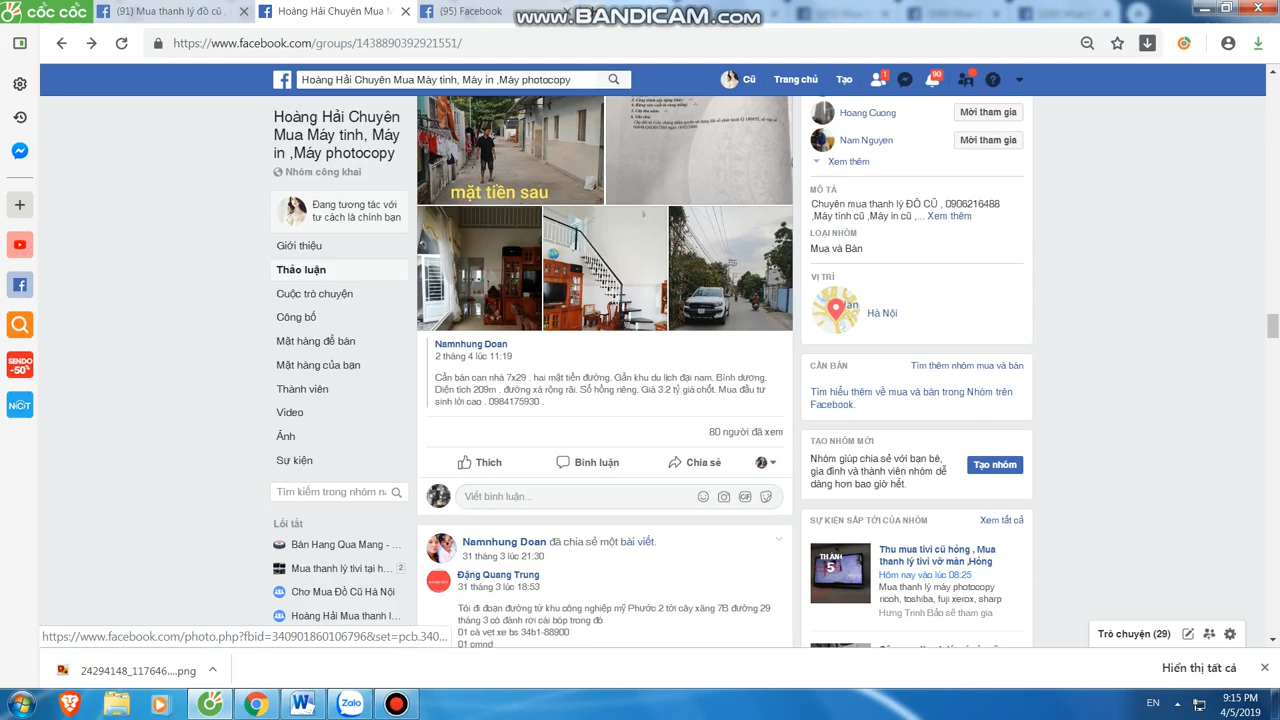 www.BANDICAM.com
CỐC CỐC
(91) Mua thanh lý đồ cũ ,
Hoàng Hải Chuyên Mua M
(95) Facebook
https://www.facebook.com/groups/1438890392921551/
Hoàng Hải Chuyên Mua Máy tính, Máy in ,Máy photocopy
Cũ
Trang chủ
Tạo
1
90
Hoàng Hải Chuyên
Mua Máy tính, Máy
in ,Máy photocopy
Nhóm công khai
Đang tương tác với
tư cách là chính bạn
Giới thiệu
Thảo luận
Cuộc trò chuyện
Công bố
Mặt hàng để bán
Mặt hàng của bạn
Thành viên
Video
Ảnh
Sự kiện
Tìm kiếm trong nhóm n
Lối tắt
Bán Hàng Qua Mạng - ...
Mua thanh lý tivi tại h... 2
Chợ Mua Đồ Cũ Hà Nội
Hoàng Hải Mua thanh l
SENDO
-50%
mặt tiền sau
Namnhung Doan
2 tháng 4 lúc 11:19
Cần bán căn nhà 7x29 . hai mặt tiền đường. Gần khu du lịch đại nam. Bình dương.
Diện tích 209m . đường xá rộng rãi. Sổ hồng riêng. Giá 3.2 tỷ giá chốt. Mua đầu tư
sinh lời cao . 0984175930 .
80 người đã xem
Thích
Bình luận
Chia sẻ
Viết bình luận...
GIF
Namnhung Doan đã chia sẻ một bài viết.
31 tháng 3 lúc 21:30
Đặng Quang Trung
31 tháng 3 lúc 18:53
Tôi đi đoạn đường từ khu công nghiệp mỹ Phước 2 tới cây xăng 7B đường 29
tháng 3 có đánh rơi cái bóp trong đó
01 cà vẹt xe bs 34b1-88900
01 cmnd
Hoang Cuong
Mời tham gia
Nam Nguyen
Mời tham gia
Xem thêm
MÔ TẢ
Chuyên mua thanh lý ĐỒ CŨ , 0906216488
,Máy tính cũ ,Máy in cũ ,... Xem thêm
LOẠI NHÓM
Mua và Bán
VỊ TRÍ
Hà Nội
CẦN BÁN
Tìm thêm nhóm mua và bán
Tìm hiểu thêm về mua và bán trong Nhóm trên
Facebook.
TẠO NHÓM MỚI
Nhóm giúp chia sẻ với bạn bè,
gia đình và thành viên nhóm dễ
dàng hơn bao giờ hết.
Tạo nhóm
SỰ KIỆN SẮP TỚI CỦA NHÓM
Xem tất cả
5
Thu mua tivi cũ hỏng , Mua
thanh lý tivi vỡ màn ,Hỏng
Hôm nay vào lúc 08:25
Mua thanh lý máy photocopy
ricoh, toshiba, fuji xerox, sharp
Hưng Trình Bảo sẽ tham gia
Trò chuyện (29)
https://www.facebook.com/photo.php?fbid=340901860106796&set=pcb.340...
24294148_117646....png
Hiển thị tất cả
Zalo
EN
9:15 PM
4/5/2019